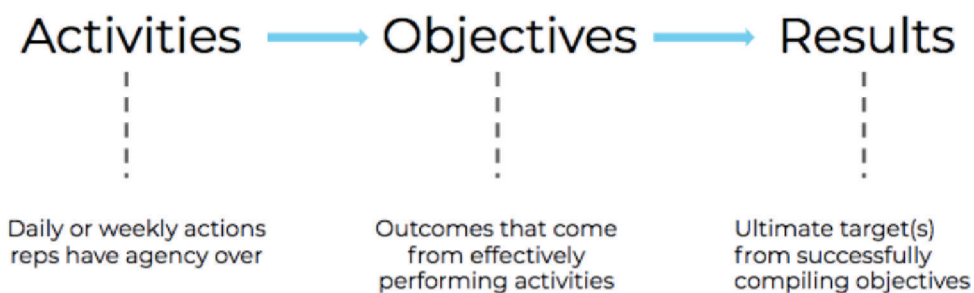 Activities
Objectives
Results
Daily or weekly actions
reps have agency over
Outcomes that come
from effectively
performing activities
Ultimate target(s)
from successfully
compiling objectives